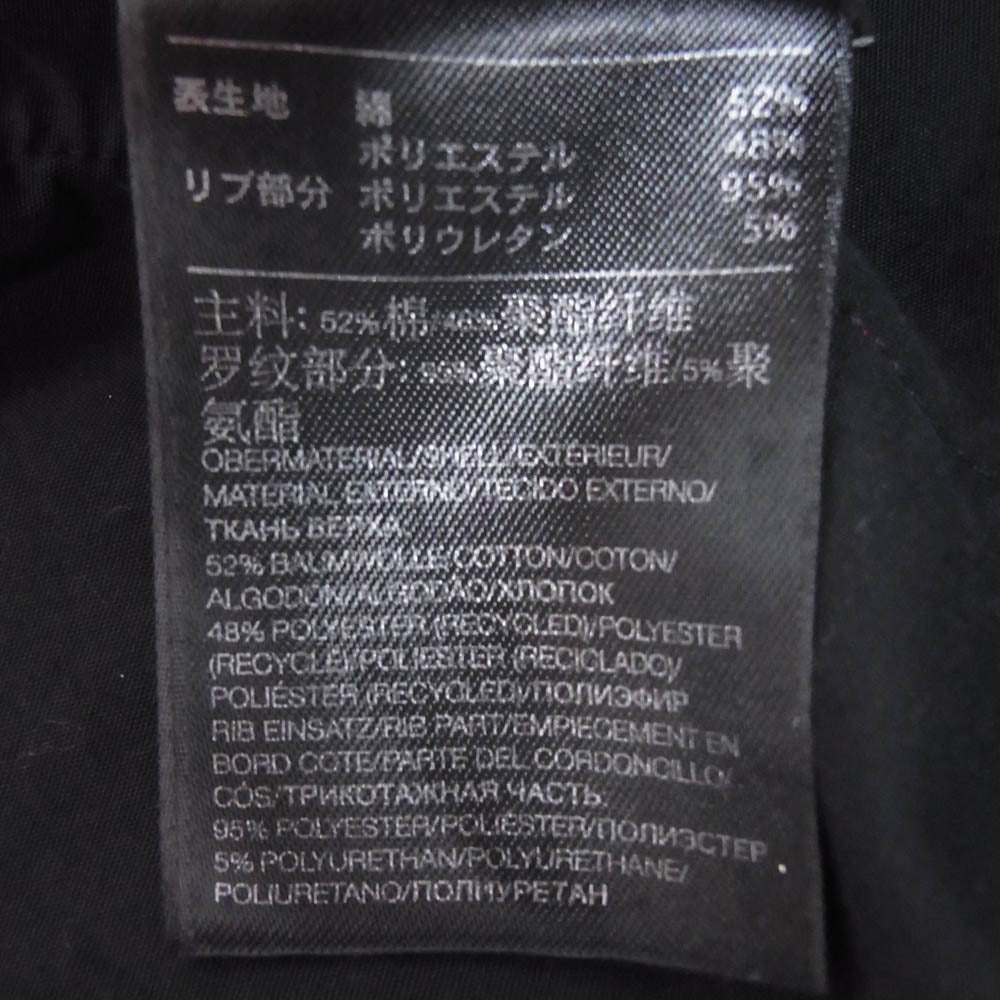 表生地 綿 52%
ポリエステル 48%
リブ部分 ポリエステル 95%
ポリウレタン 5%
主料: 52%棉/48%聚酯纤维
罗纹部分: 95%聚酯纤维/5%聚
氨酯
OBERMATERIAL/SHELL/EXTÉRIEUR/
MATERIAL EXTERNO/TECIDO EXTERNO/
ТКАНЬ ВЕРХА
52% BAUMWOLLE/COTTON/COTON/
ALGODÓN/ALGODÃO/ХЛОПОК
48% POLYESTER (RECYCLED)/POLYESTER
(RECYCLE)/POLIESTER (RECICLADO)/
POLIÉSTER (RECYCLED)/ПОЛИЭФИР
RIB EINSATZ/RIB PART/EMPIECEMENT EN
BORD COTE/PARTE DEL CORDONCILLO/
CÓS/ТРИКОТАЖНАЯ ЧАСТЬ.
95% POLYESTER/POLIÉSTER/ПОЛИЭСТЕР
5% POLYURETHAN/POLYURETHANE/
POLIURETANO/ПОЛИУРЕТАН